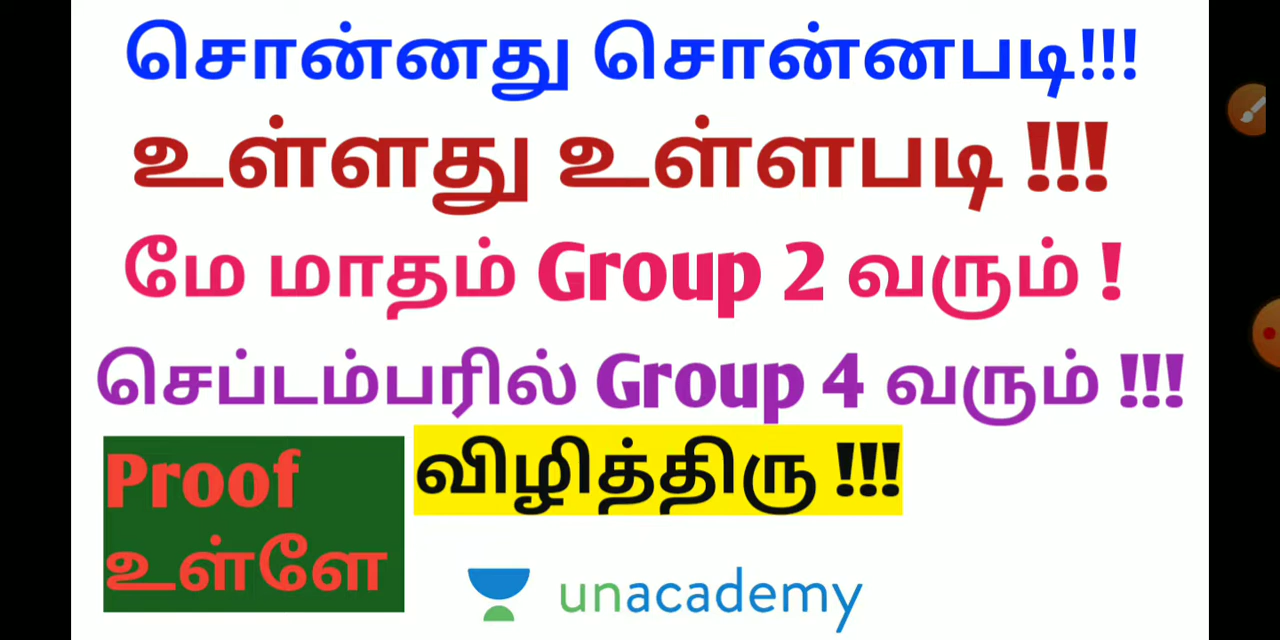 சொன்னது சொன்னபடி!!!
உள்ளது உள்ளபடி !!!
மே மாதம் Group 2 வரும் !
செப்டம்பரில் Group 4 வரும் !!!
Proof
உள்ளே
விழித்திரு !!!
unacademy